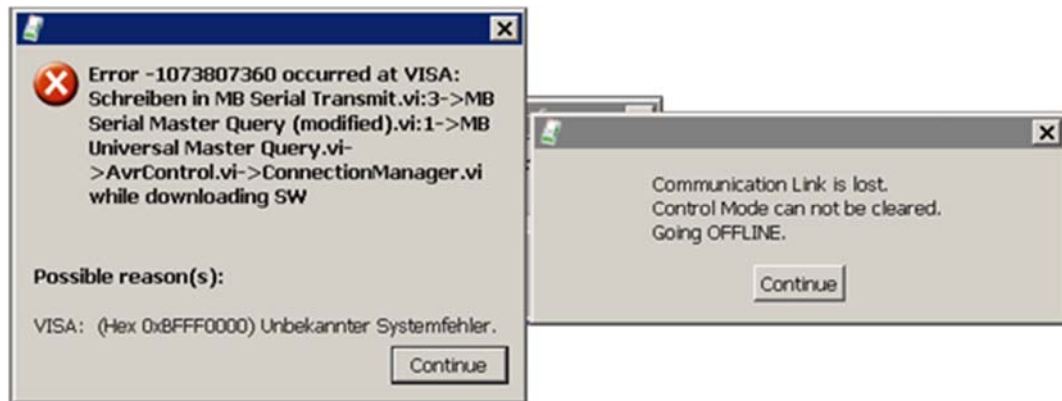 Error -1073807360 occurred at VISA:
Schreiben in MB Serial Transmit.vi:3->MB
Serial Master Query (modified).vi:1->MB
Universal Master Query.vi-
>AvrControl.vi->ConnectionManager.vi
while downloading SW
Possible reason(s):
VISA: (Hex 0xBFFF0000) Unbekannter Systemfehler.
Continue
Communication Link is lost.
Control Mode can not be cleared.
Going OFFLINE.
Continue